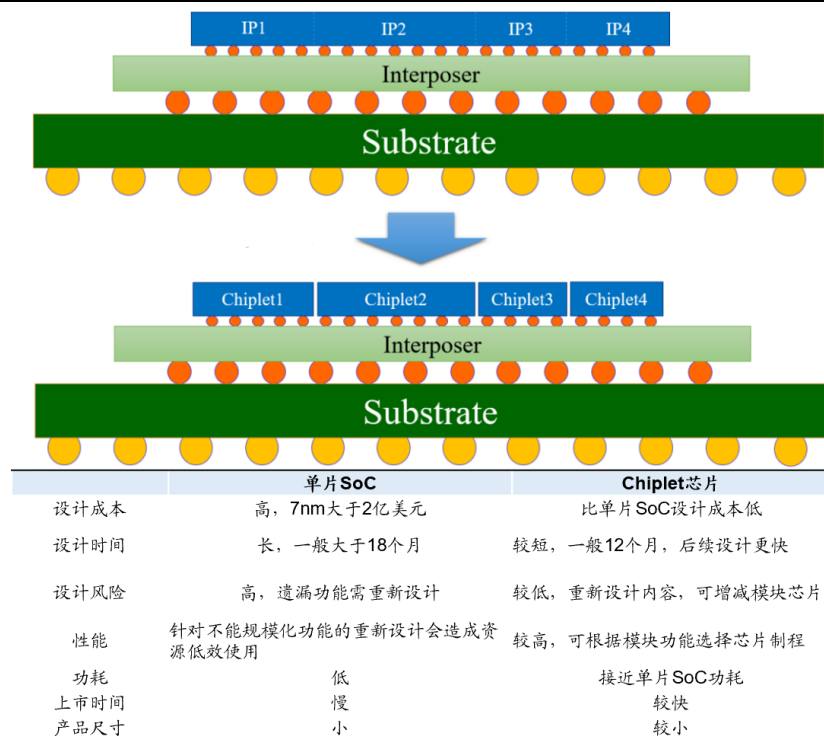 IP1 IP2 IP3 IP4
Interposer
Substrate
Chiplet1 Chiplet2 Chiplet3 Chiplet4
Interposer
Substrate
单片SoC Chiplet芯片
设计成本 高，7nm大于2亿美元 比单片SoC设计成本低
设计时间 长，一般大于18个月 较短，一般12个月，后续设计更快
设计风险 高，遗漏功能需重新设计 较低，重新设计内容，可增减模块芯片
性能 针对不能规模化功能的重新设计会造成资
源低效使用 较高，可根据模块功能选择芯片制程
功耗 低 接近单片SoC功耗
上市时间 慢 较快
产品尺寸 小 较小